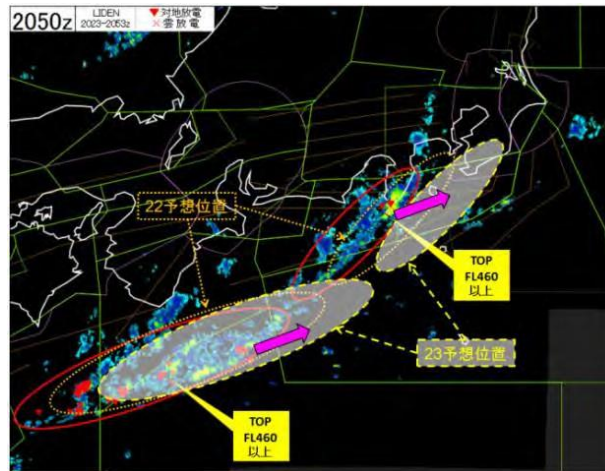 2050z
LIDEN
2023-2053z
▼対地放電
×雲放電
22予想位置
TOP
FL460
以上
23予想位置
TOP
FL460
以上